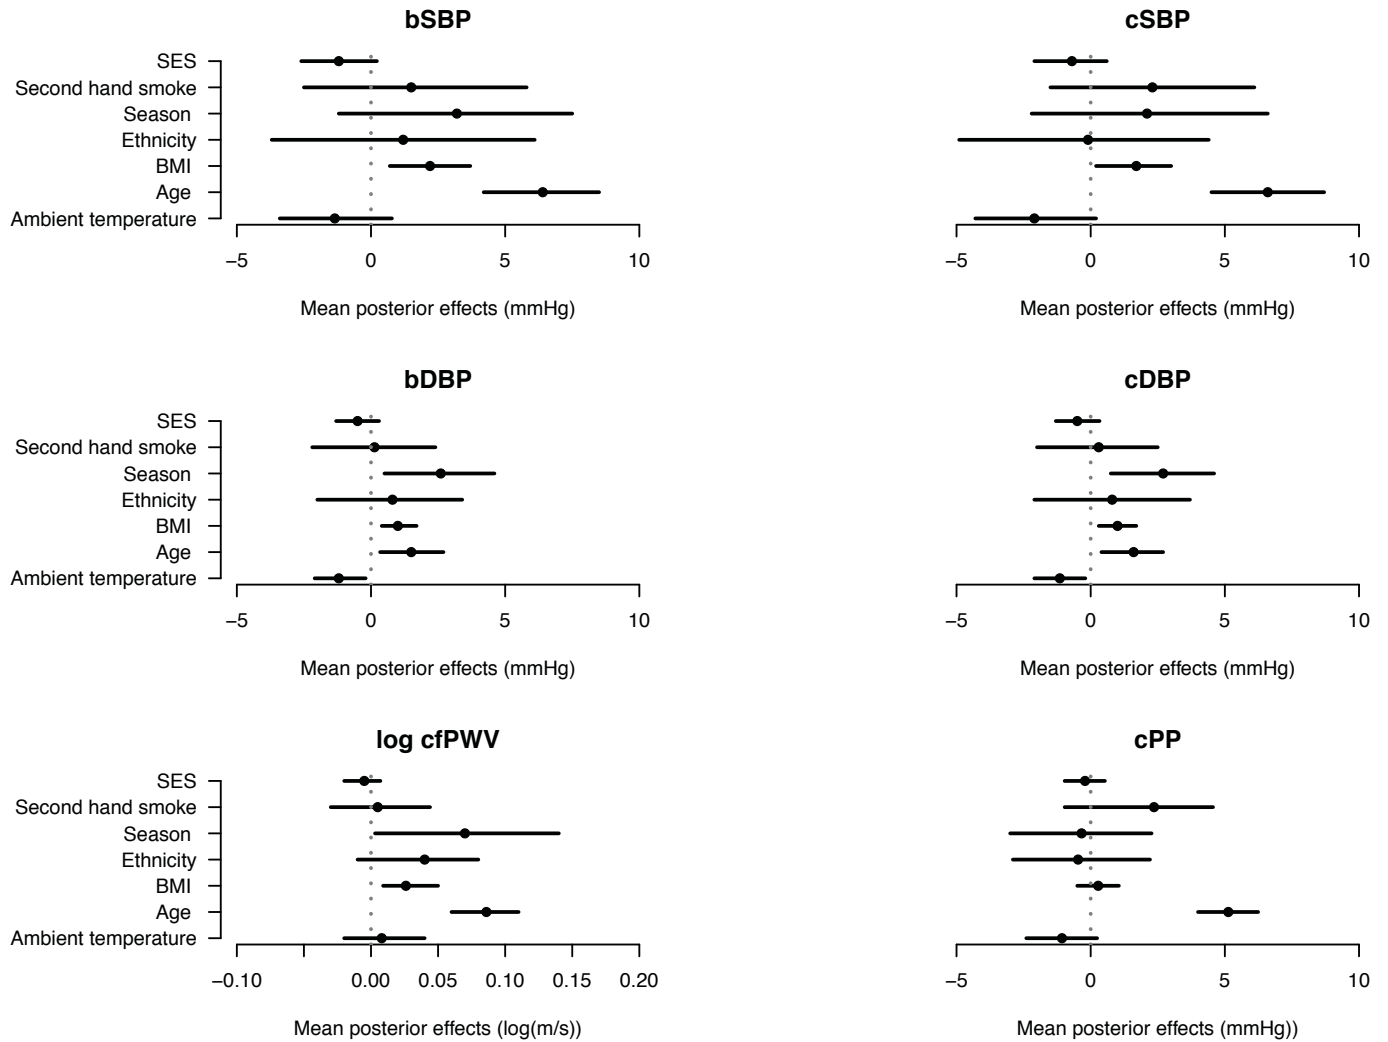 bSBP
SES
Second hand smoke
Season
Ethnicity
BMI
Age
Ambient temperature
−5 0 5 10
Mean posterior effects (mmHg)
cSBP
−5 0 5 10
Mean posterior effects (mmHg)
bDBP
SES
Second hand smoke
Season
Ethnicity
BMI
Age
Ambient temperature
−5 0 5 10
Mean posterior effects (mmHg)
cDBP
−5 0 5 10
Mean posterior effects (mmHg)
log cfPWV
SES
Second hand smoke
Season
Ethnicity
BMI
Age
Ambient temperature
−0.10 0.00 0.05 0.10 0.15 0.20
Mean posterior effects (log(m/s))
cPP
−5 0 5 10
Mean posterior effects (mmHg))